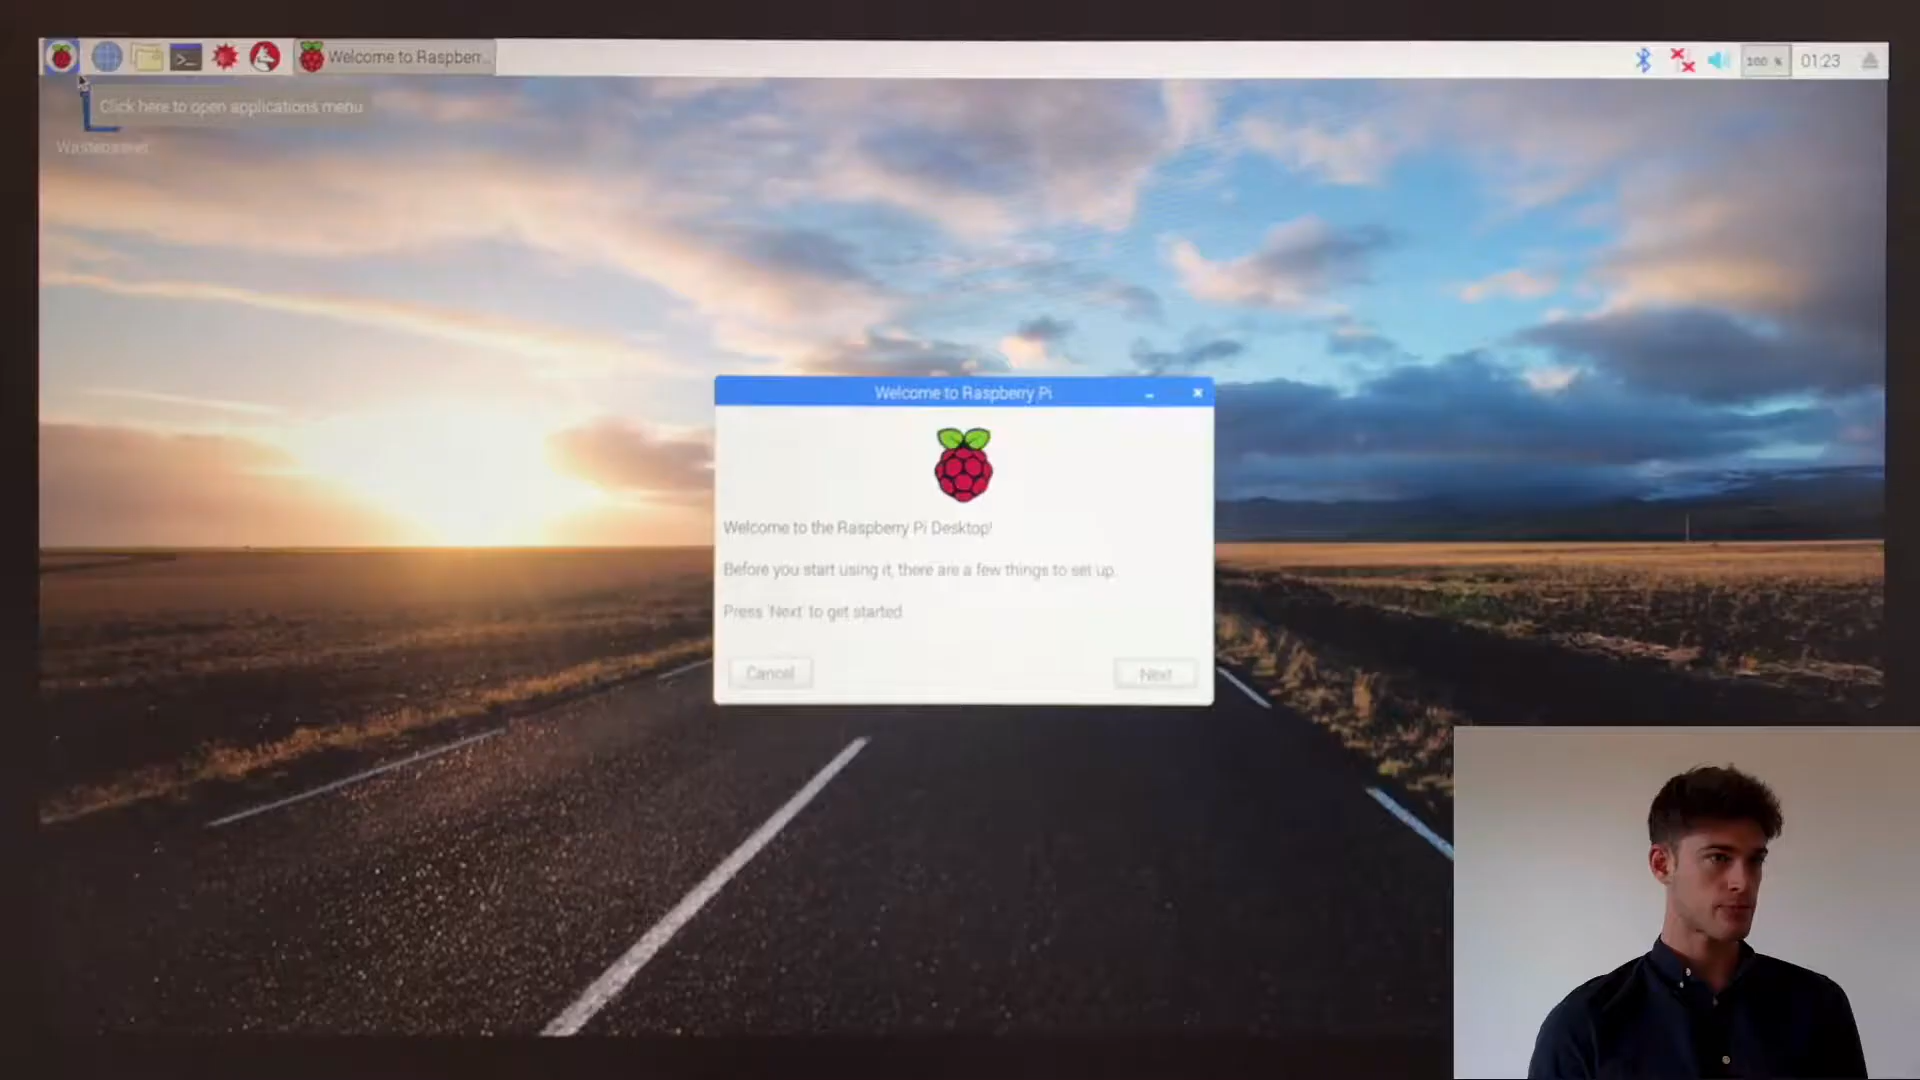 Welcome to Raspberr...
100 %
01:23
Click here to open applications menu
Wastebasket
Welcome to Raspberry Pi
Welcome to the Raspberry Pi Desktop!
Before you start using it, there are a few things to set up.
Press 'Next' to get started.
Cancel
Next